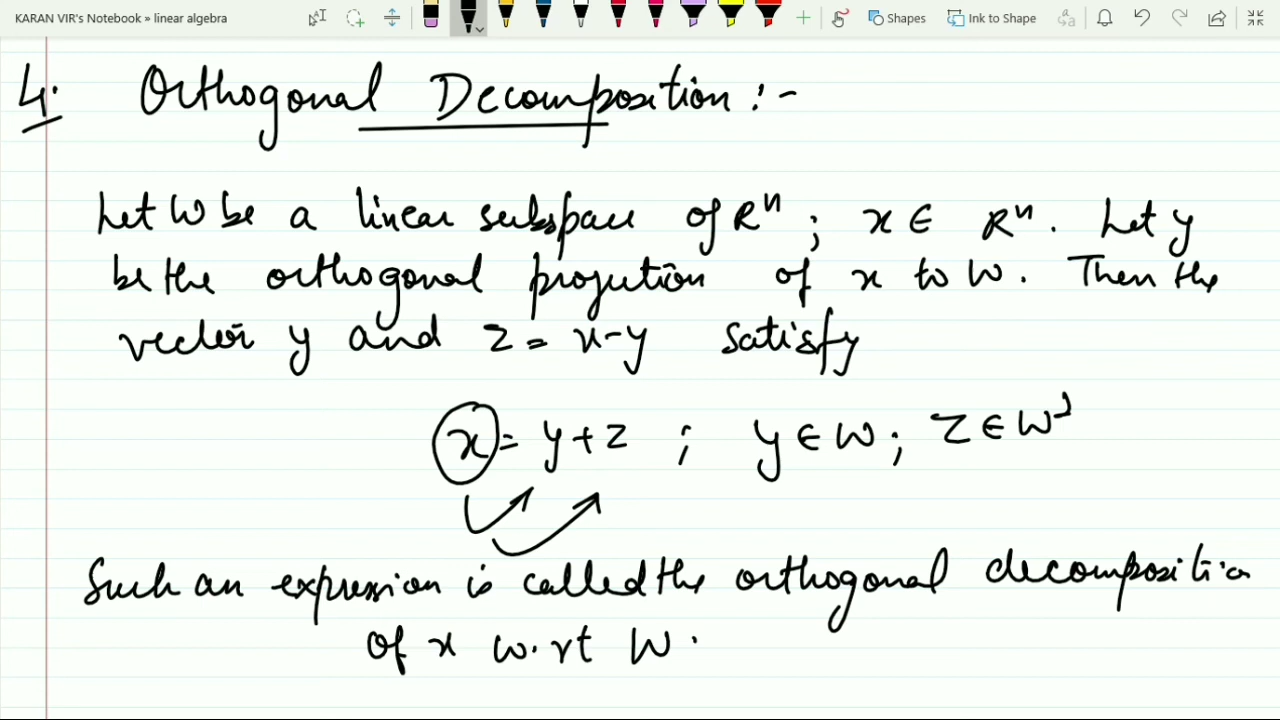 KARAN VIR's Notebook » linear algebra
Shapes
Ink to Shape
4. Orthogonal Decomposition :-
Let W be a linear subspace of R^n ; x ∈ R^n. Let y
be the orthogonal projection of x to W. Then the
vector y and z = x-y satisfy
x = y+z ; y ∈ W ; z ∈ W^⊥
Such an expression is called the orthogonal decomposition
of x w.rt W.